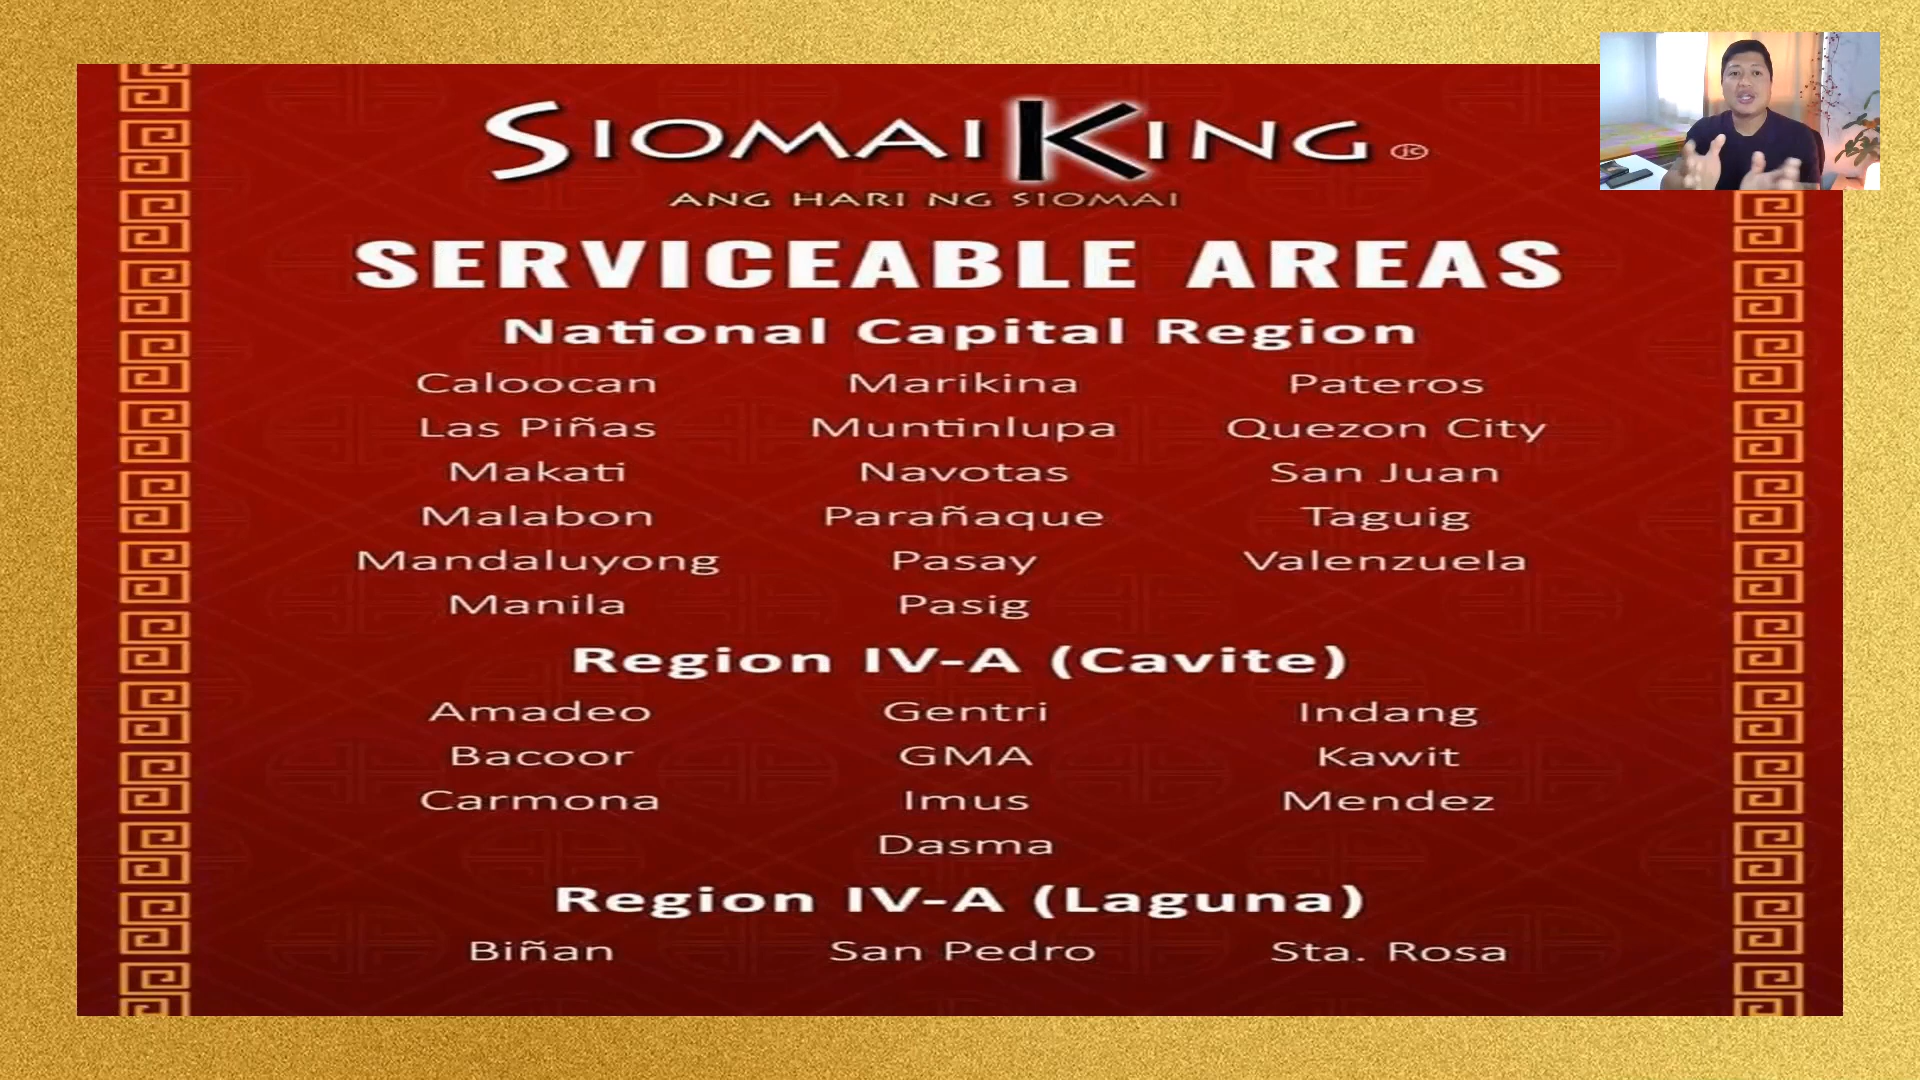 SIOMAI KING ®
ANG HARI NG SIOMAI
SERVICEABLE AREAS
National Capital Region
Caloocan Marikina Pateros
Las Piñas Muntinlupa Quezon City
Makati Navotas San Juan
Malabon Parañaque Taguig
Mandaluyong Pasay Valenzuela
Manila Pasig
Region IV-A (Cavite)
Amadeo Gentri Indang
Bacoor GMA Kawit
Carmona Imus Mendez
Dasma
Region IV-A (Laguna)
Biñan San Pedro Sta. Rosa